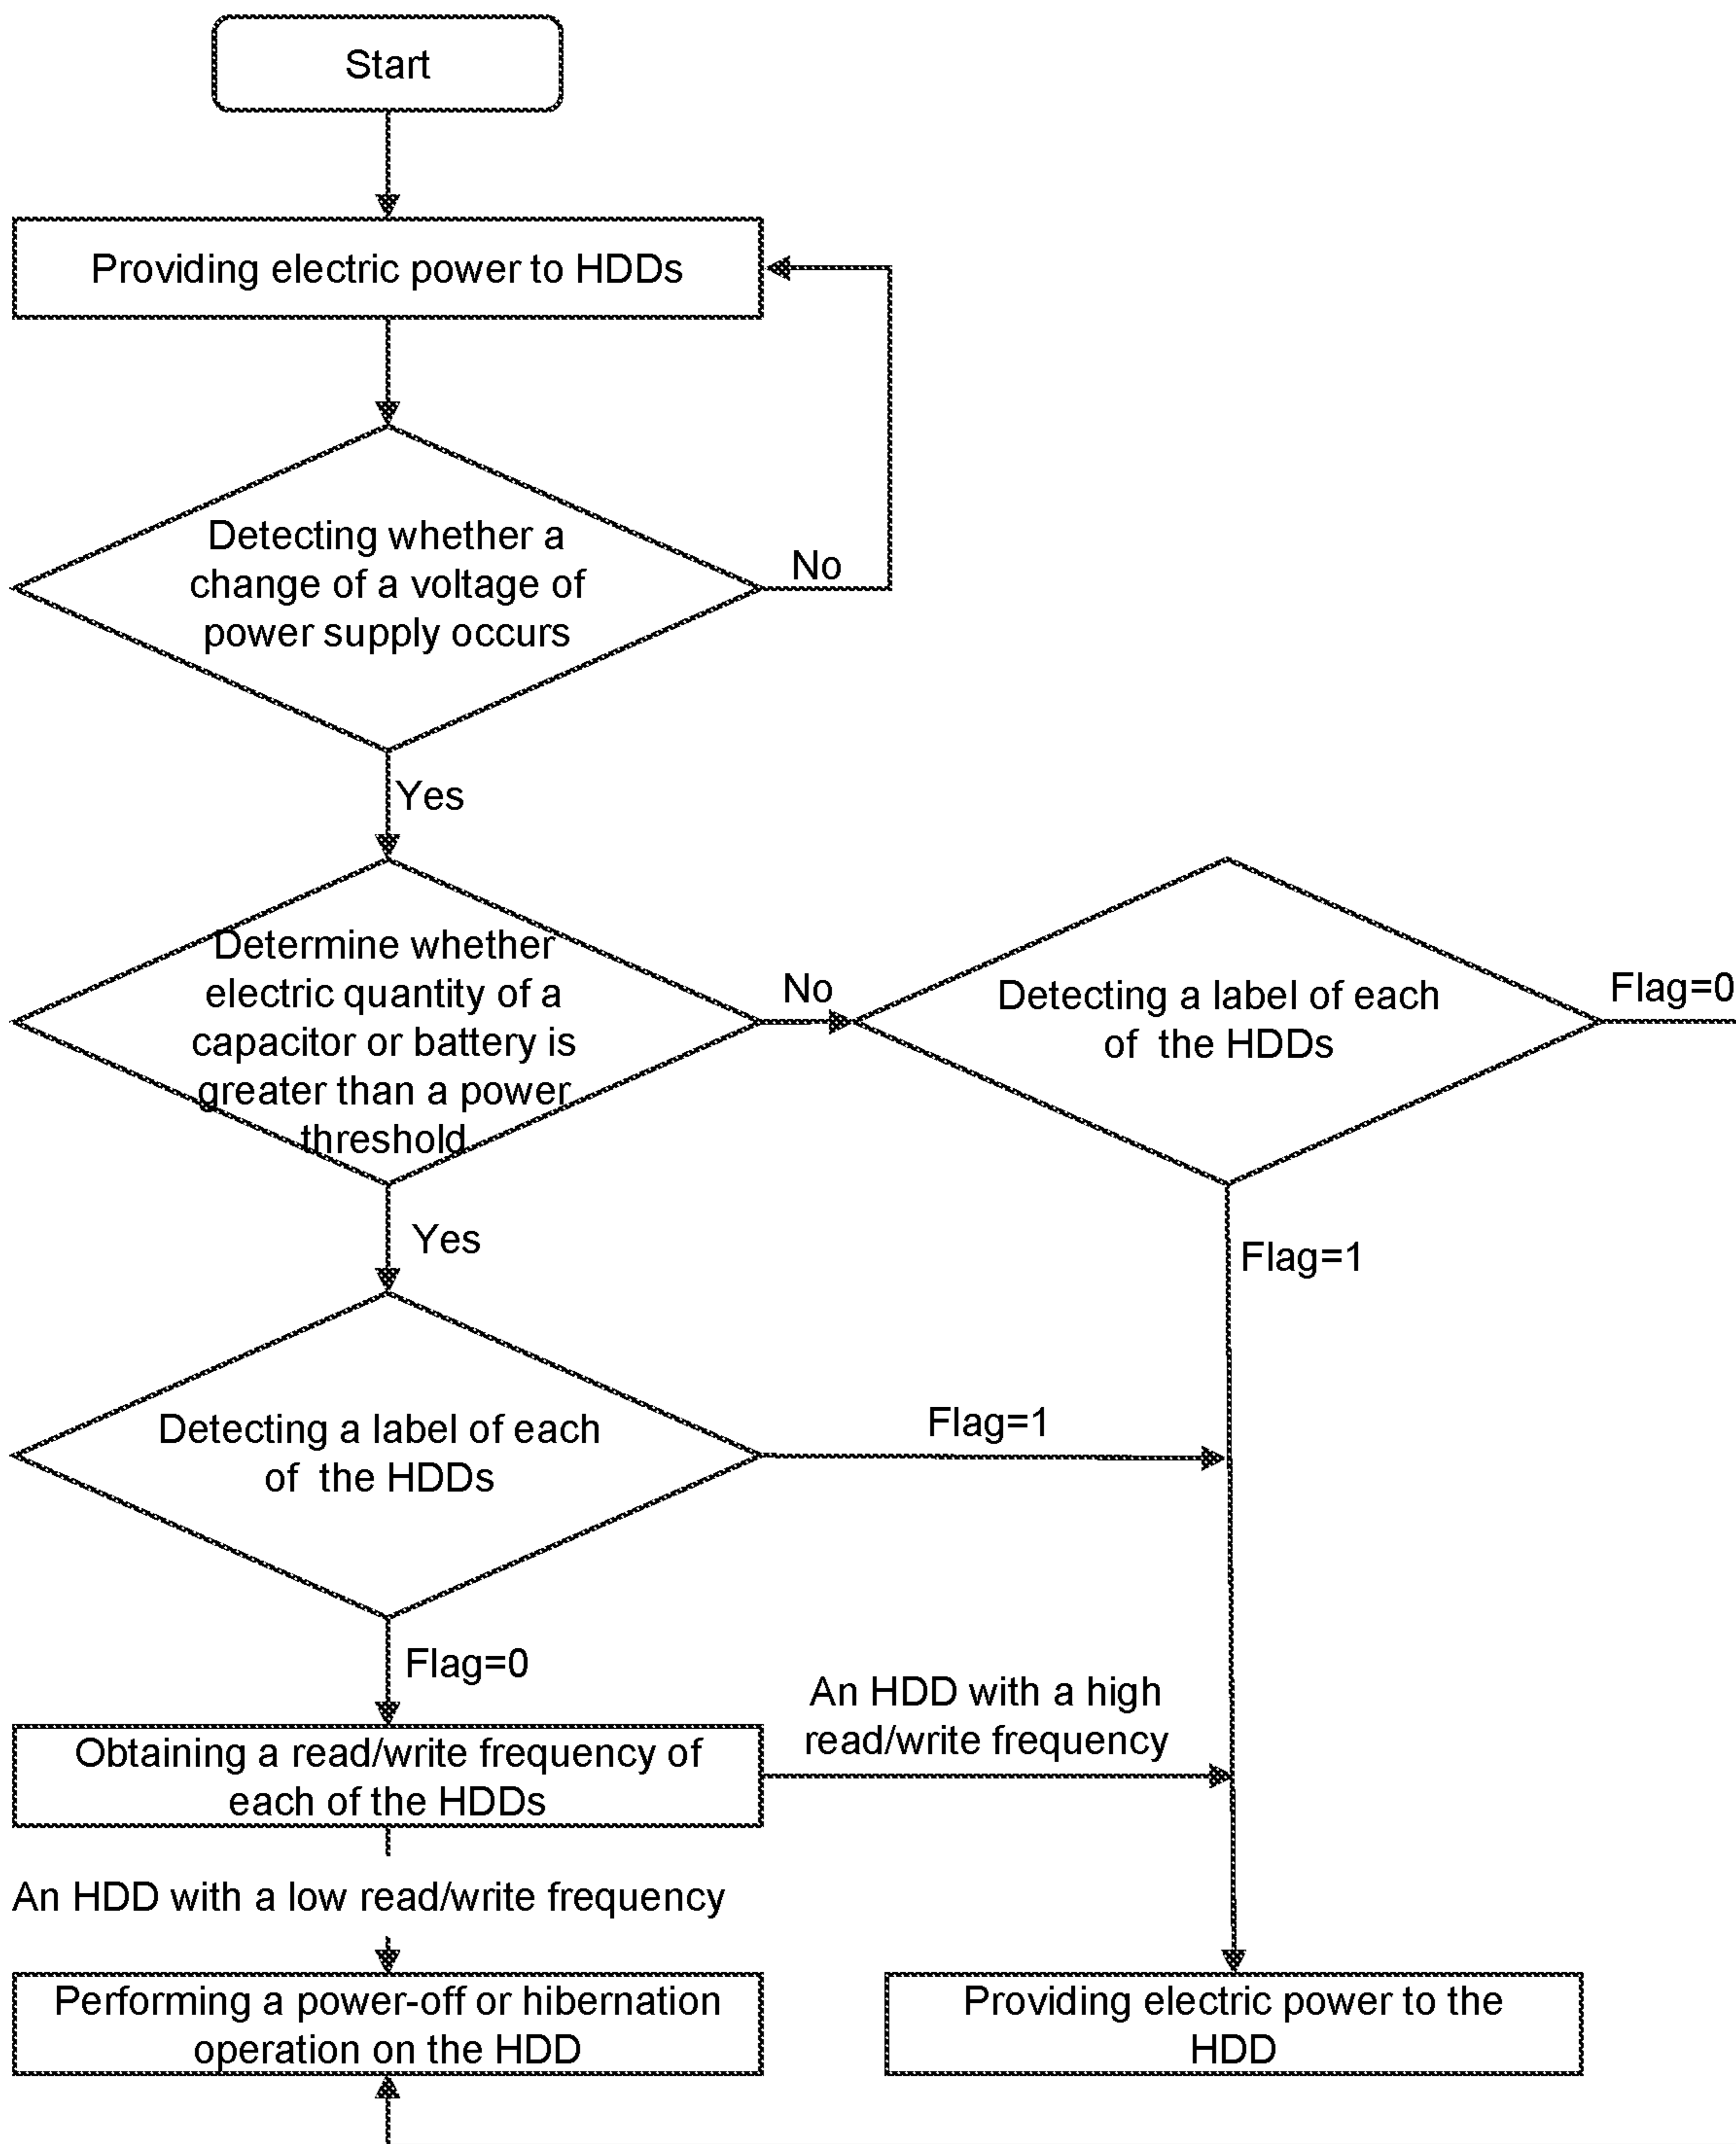 Start
Providing electric power to HDDs
Detecting whether a
change of a voltage of
power supply occurs
No
Yes
Determine whether
electric quantity of a
capacitor or battery is
greater than a power
threshold
No
Detecting a label of each
of the HDDs
Flag=0
Yes
Flag=1
Detecting a label of each
of the HDDs
Flag=1
Flag=0
An HDD with a high
read/write frequency
Obtaining a read/write frequency of
each of the HDDs
An HDD with a low read/write frequency
Performing a power-off or hibernation
operation on the HDD
Providing electric power to the
HDD